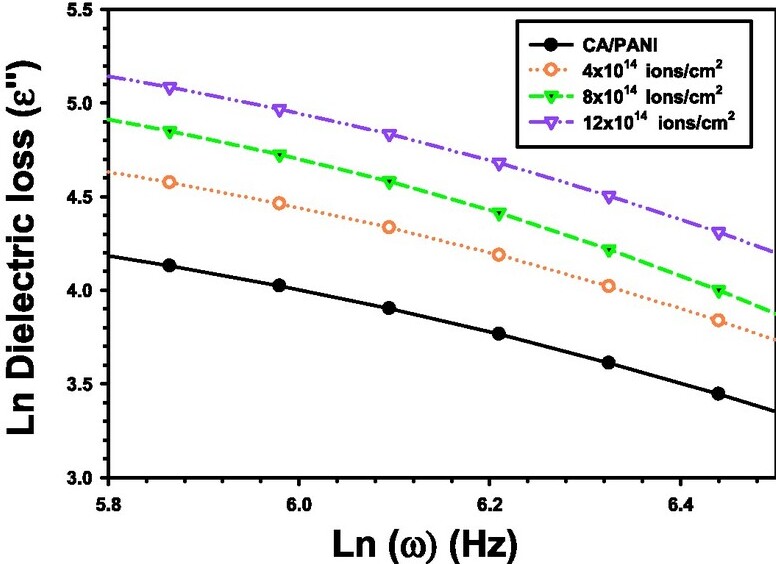 5.5
5.0
4.5
4.0
3.5
3.0
5.8 6.0 6.2 6.4
Ln Dielectric loss (ε'')
Ln (ω) (Hz)
CA/PANI
4x10¹⁴ ions/cm²
8x10¹⁴ Ions/cm²
12x10¹⁴ ions/cm²